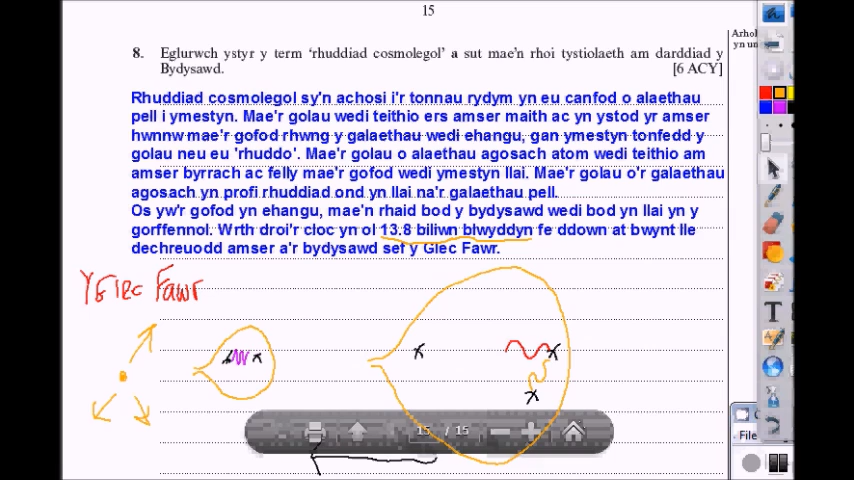 15
8. Eglurwch ystyr y term 'rhuddiad cosmolegol' a sut mae'n rhoi tystiolaeth am darddiad y
Bydysawd. [6 ACY]
Arhol
yn un
Rhuddiad cosmolegol sy'n achosi i'r tonnau rydym yn eu canfod o alaethau
pell i ymestyn. Mae'r golau wedi teithio ers amser maith ac yn ystod yr amser
hwnnw mae'r gofod rhwng y galaethau wedi ehangu, gan ymestyn tonfedd y
golau neu eu 'rhuddo'. Mae'r golau o alaethau agosach atom wedi teithio am
amser byrrach ac felly mae'r gofod wedi ymestyn llai. Mae'r golau o'r galaethau
agosach yn profi rhuddiad ond yn llai na'r galaethau pell.
Os yw'r gofod yn ehangu, mae'n rhaid bod y bydysawd wedi bod yn llai yn y
gorffennol. Wrth droi'r cloc yn ol 13.8 biliwn blwyddyn fe ddown at bwynt lle
dechreuodd amser a'r bydysawd sef y Glec Fawr.
Y Glec Fawr
15 / 15
File